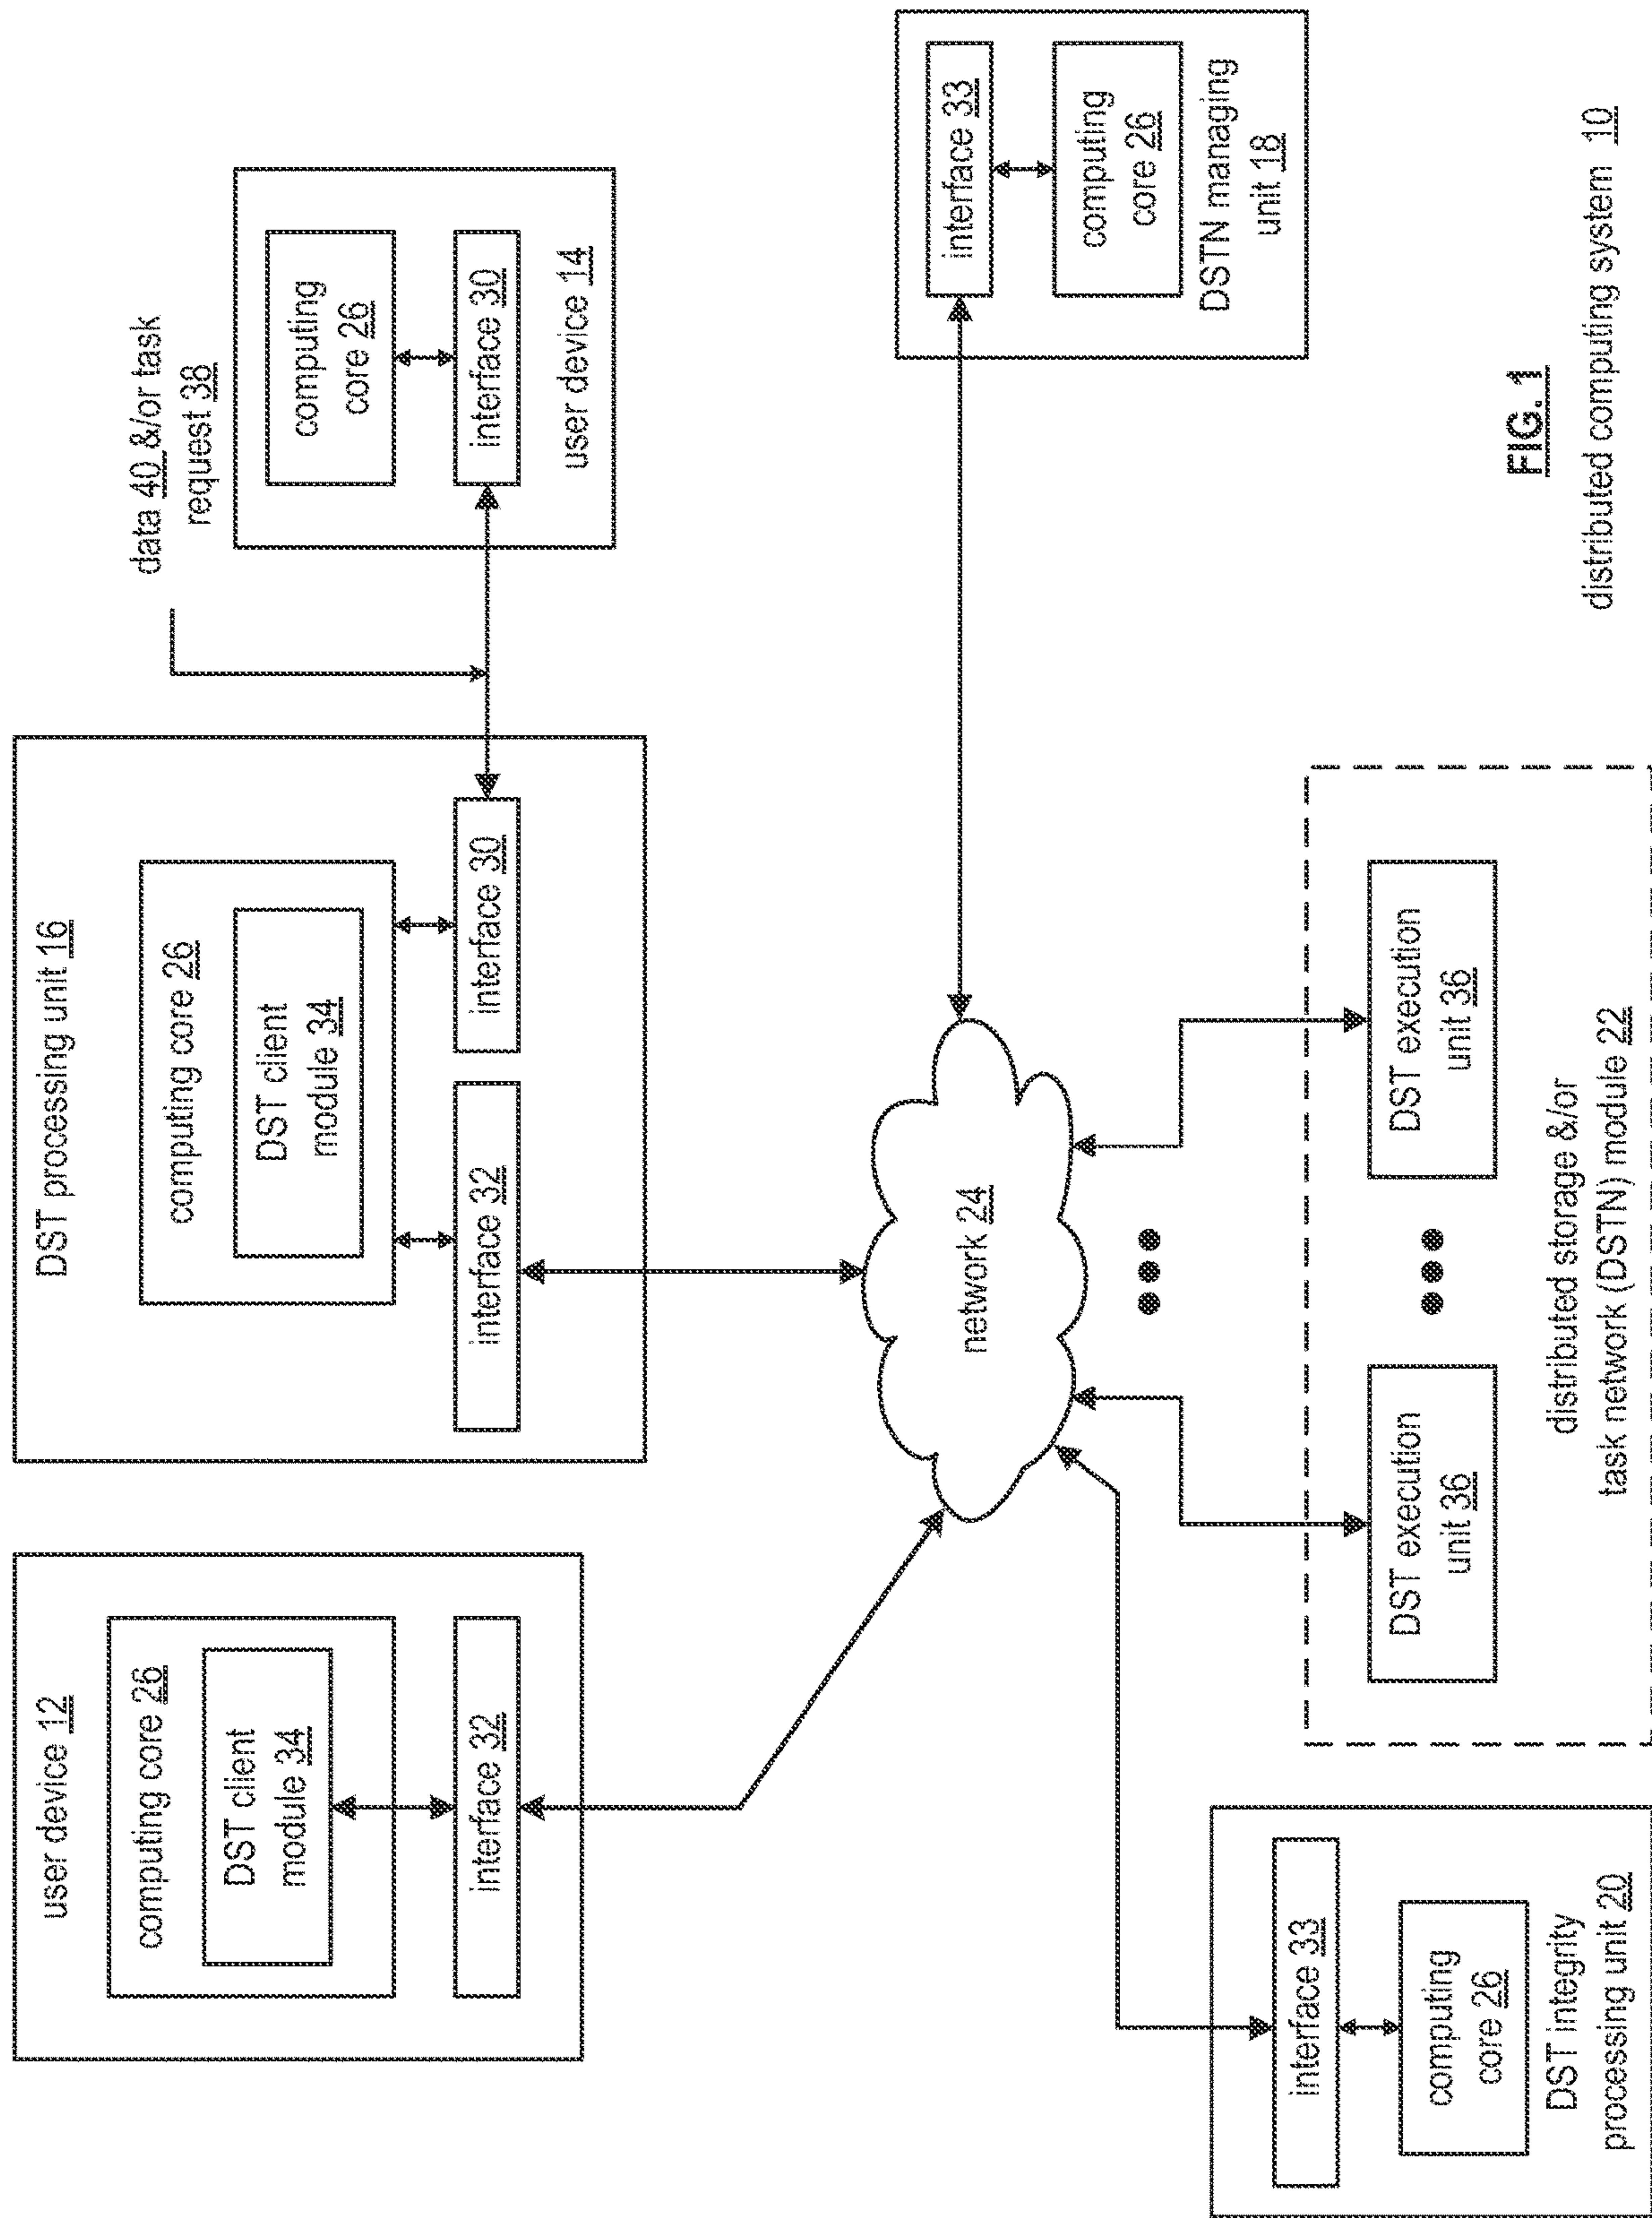 user device 12
computing core 26
DST client
module 34
interface 32
DST processing unit 16
computing core 26
DST client
module 34
interface 32
interface 30
data 40 &/or task
request 38
computing
core 26
interface 30
user device 14
network 24
interface 33
computing
core 26
DSTN managing
unit 18
interface 33
computing
core 26
DST integrity
processing unit 20
DST execution
unit 36
DST execution
unit 36
distributed storage &/or
task network (DSTN) module 22
FIG. 1
distributed computing system 10